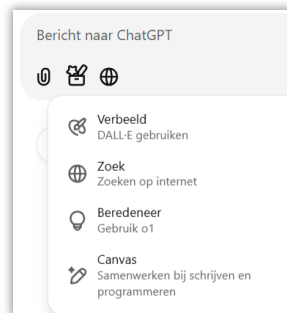 Bericht naar ChatGPT
Verbeeld
DALL·E gebruiken
Zoek
Zoeken op internet
Beredeneer
Gebruik o1
Canvas
Samenwerken bij schrijven en
programmeren